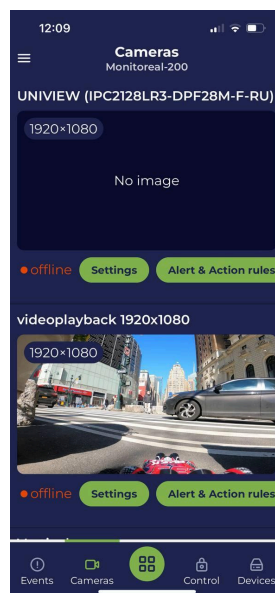 12:09
Cameras
Monitoreal-200
UNIVIEW (IPC2128LR3-DPF28M-F-RU)
1920×1080
No image
offline Settings Alert & Action rules
videoplayback 1920x1080
1920×1080
offline Settings Alert & Action rules
Events Cameras Control Devices